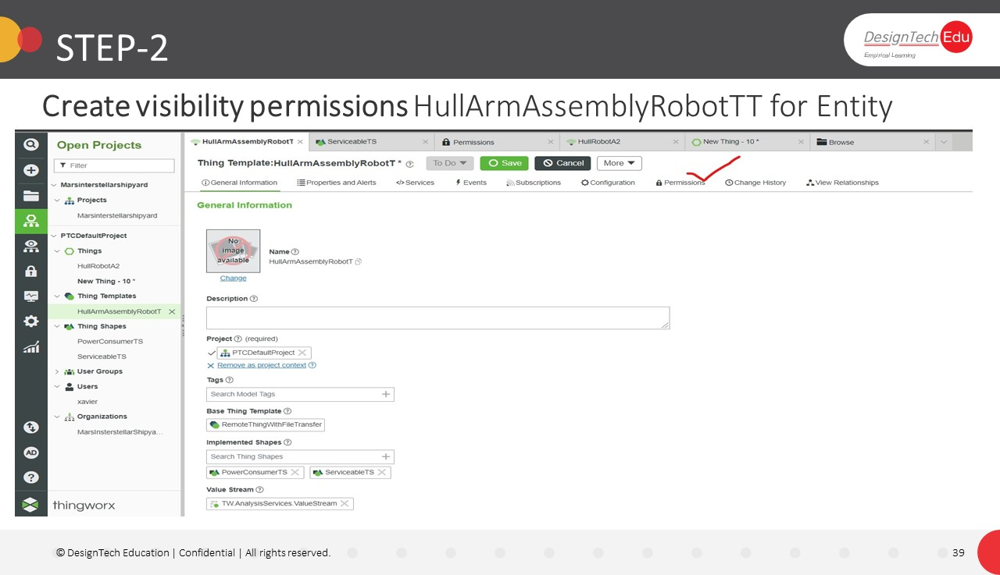 STEP-2
DesignTech Edu
Empirical Learning
Create visibility permissions HullArmAssemblyRobotTT for Entity
Open Projects
Filter
Marsinterstellarshipyard
Projects
Marsinterstellarshipyard
PTCDefaultProject
Things
HullRobotA2
New Thing - 10 *
Thing Templates
HullArmAssemblyRobotT
Thing Shapes
PowerConsumerTS
ServiceableTS
User Groups
Users
xavier
Organizations
MarsInsterstellarShipya...
AD
thingworx
HullArmAssemblyRobotT
ServiceableTS
Permissions
HullRobotA2
New Thing - 10 *
Browse
Thing Template:HullArmAssemblyRobotT *
To Do
Save
Cancel
More
General Information
Properties and Alerts
Services
Events
Subscriptions
Configuration
Permissions
Change History
View Relationships
General Information
No image available
Change
Name
HullArmAssemblyRobotT
Description
Project (required)
PTCDefaultProject
Remove as project context
Tags
Search Model Tags
Base Thing Template
RemoteThingWithFileTransfer
Implemented Shapes
Search Thing Shapes
PowerConsumerTS
ServiceableTS
Value Stream
TW.AnalysisServices.ValueStream
© DesignTech Education | Confidential | All rights reserved.
39